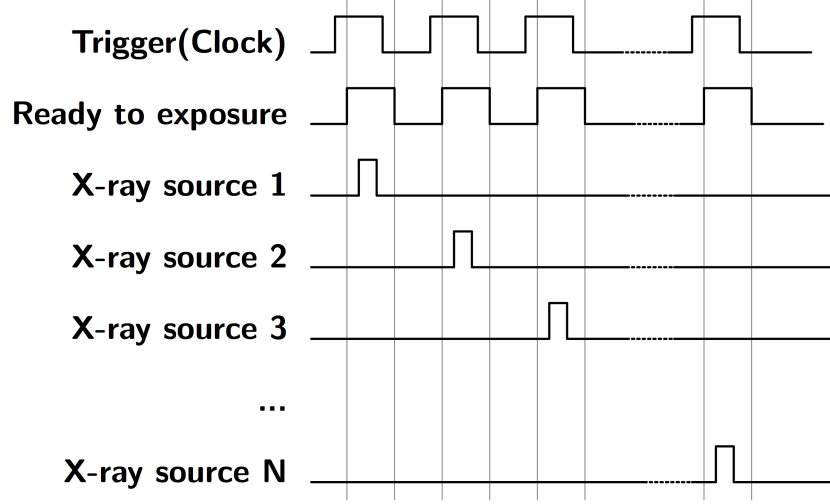 Trigger(Clock)
Ready to exposure
X-ray source 1
X-ray source 2
X-ray source 3
...
X-ray source N